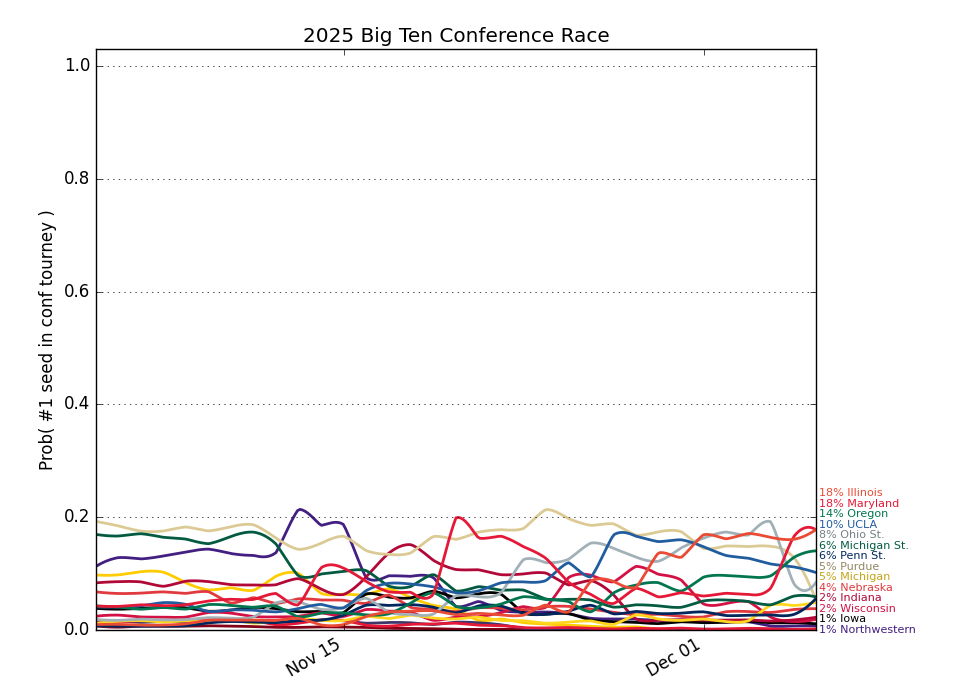 2025 Big Ten Conference Race
Prob( #1 seed in conf tourney )
1.0
0.8
0.6
0.4
0.2
0.0
Nov 15
Dec 01
18% Illinois
18% Maryland
14% Oregon
10% UCLA
8% Ohio St.
6% Michigan St.
6% Penn St.
5% Purdue
5% Michigan
4% Nebraska
2% Indiana
2% Wisconsin
1% Iowa
1% Northwestern